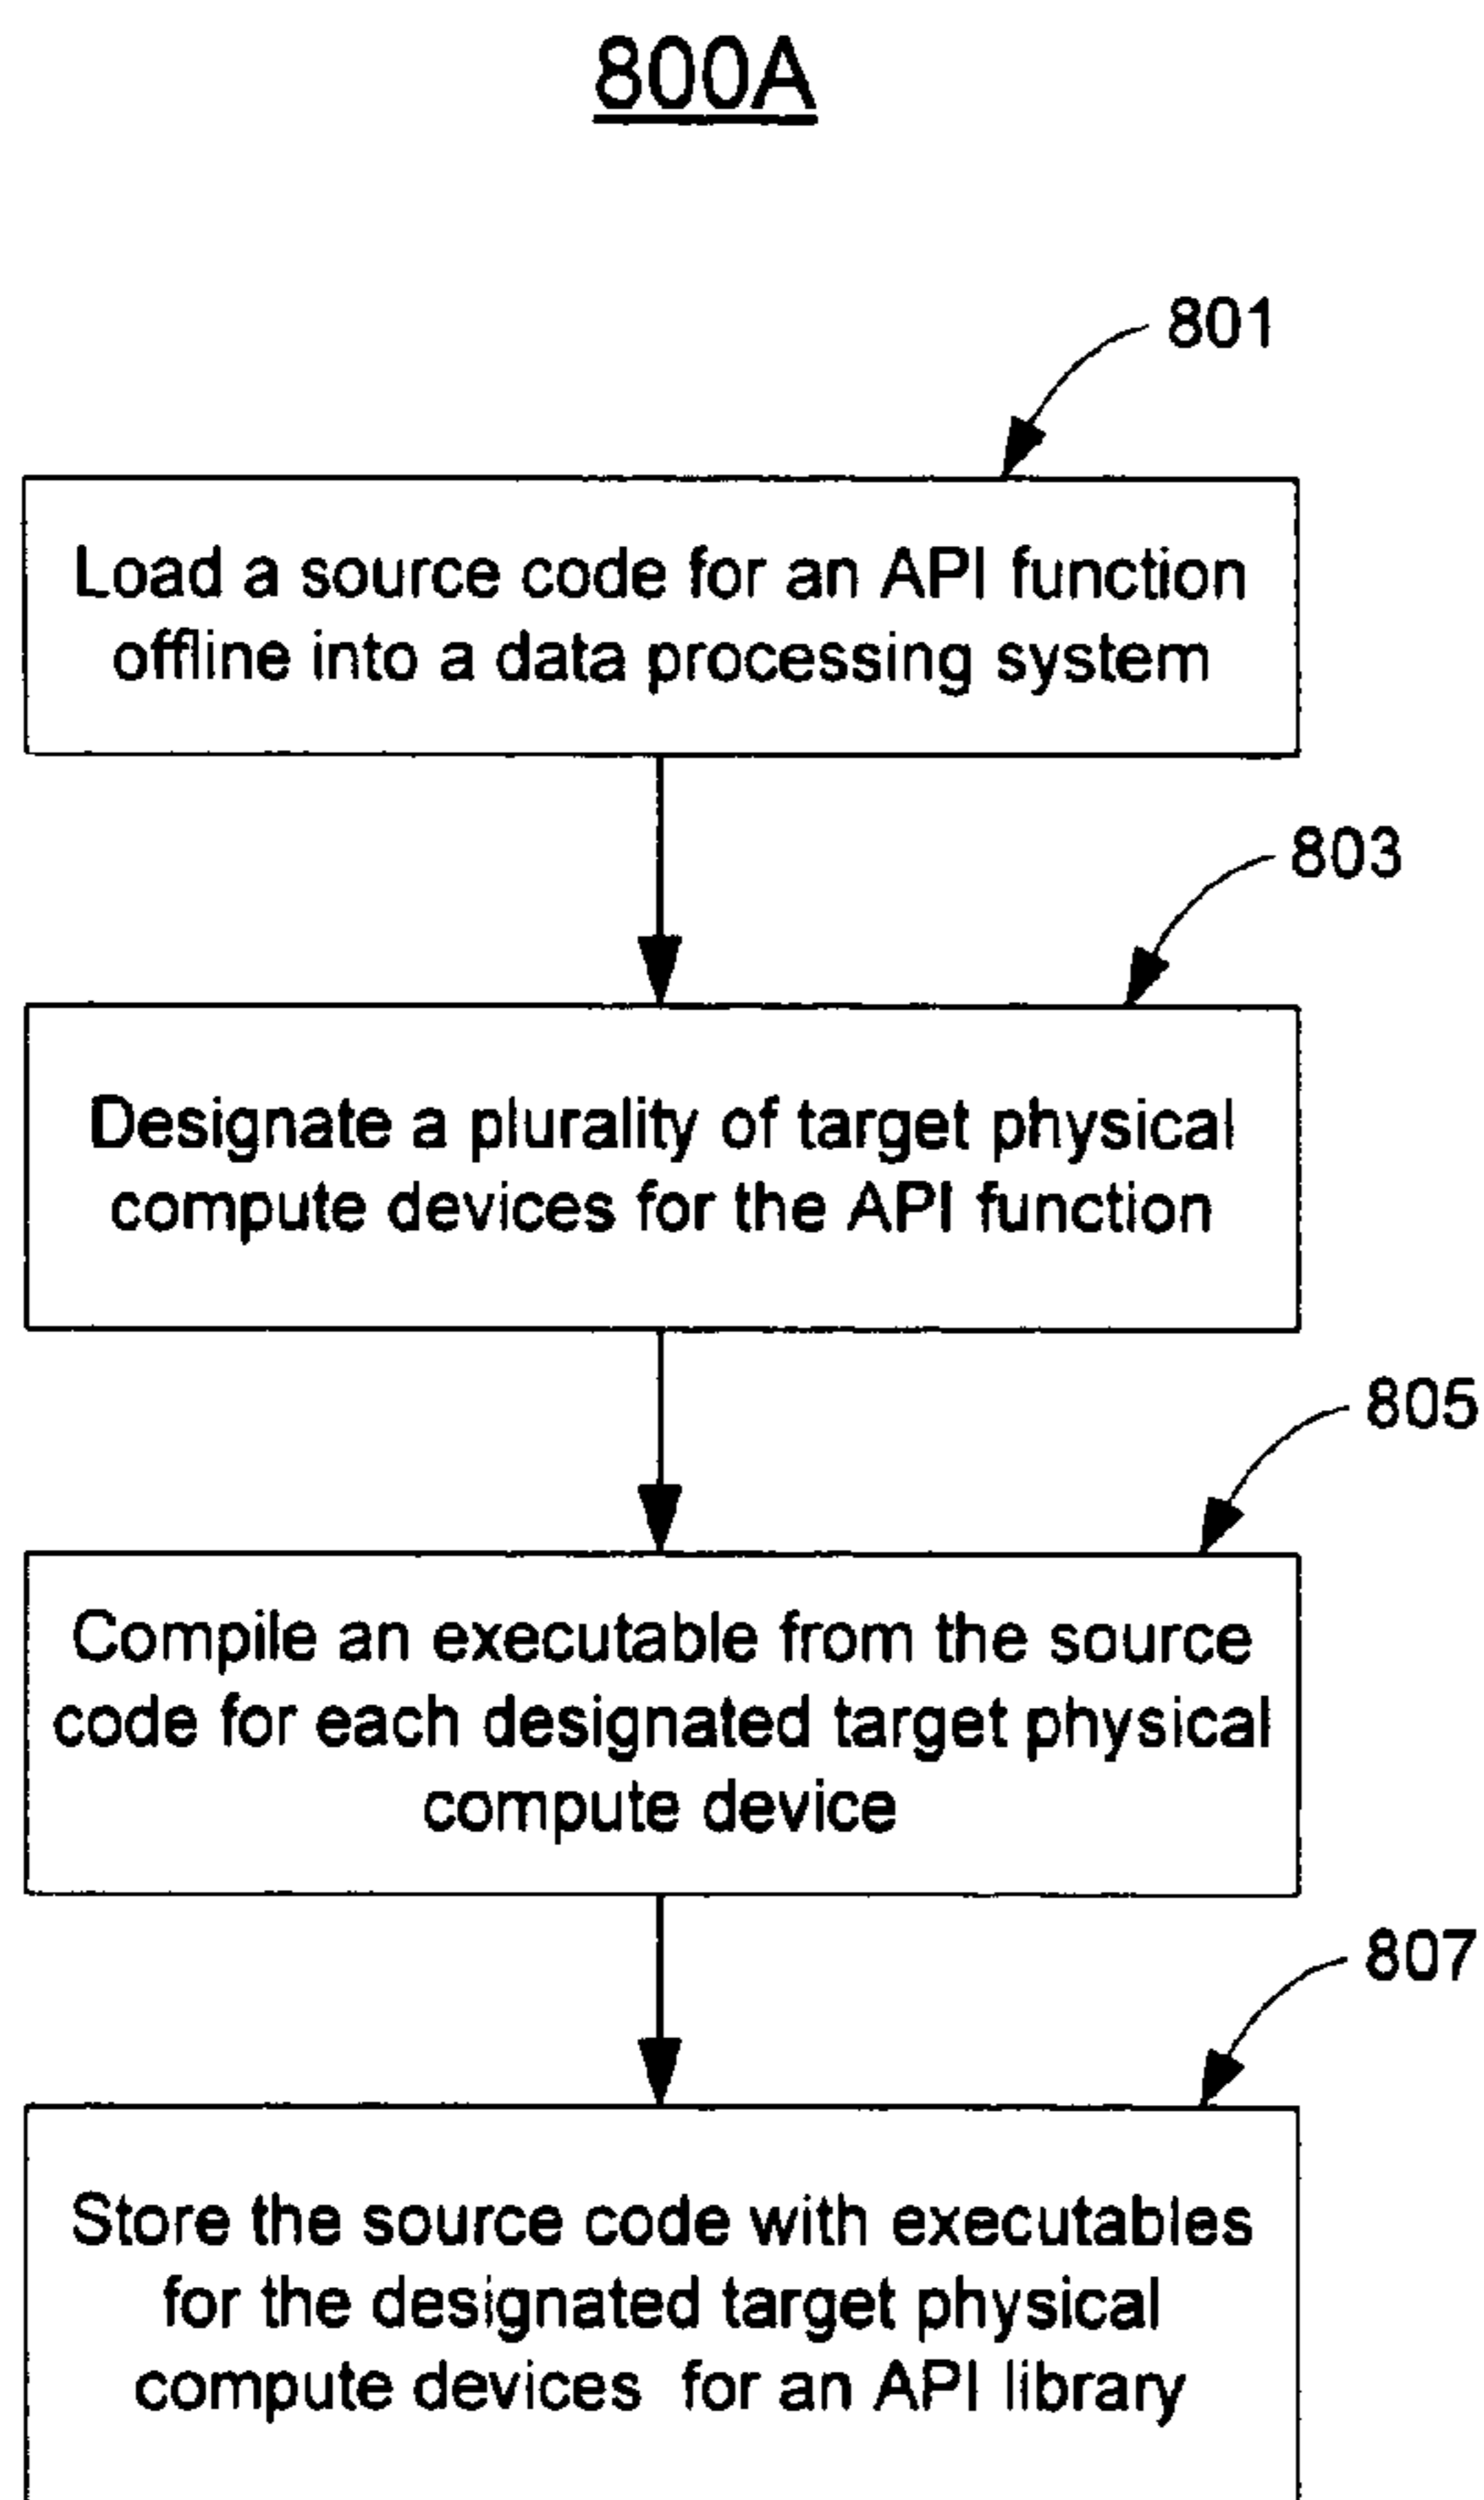 800A
801
Load a source code for an API function
offline into a data processing system
803
Designate a plurality of target physical
compute devices for the API function
805
Compile an executable from the source
code for each designated target physical
compute device
807
Store the source code with executables
for the designated target physical
compute devices for an API library